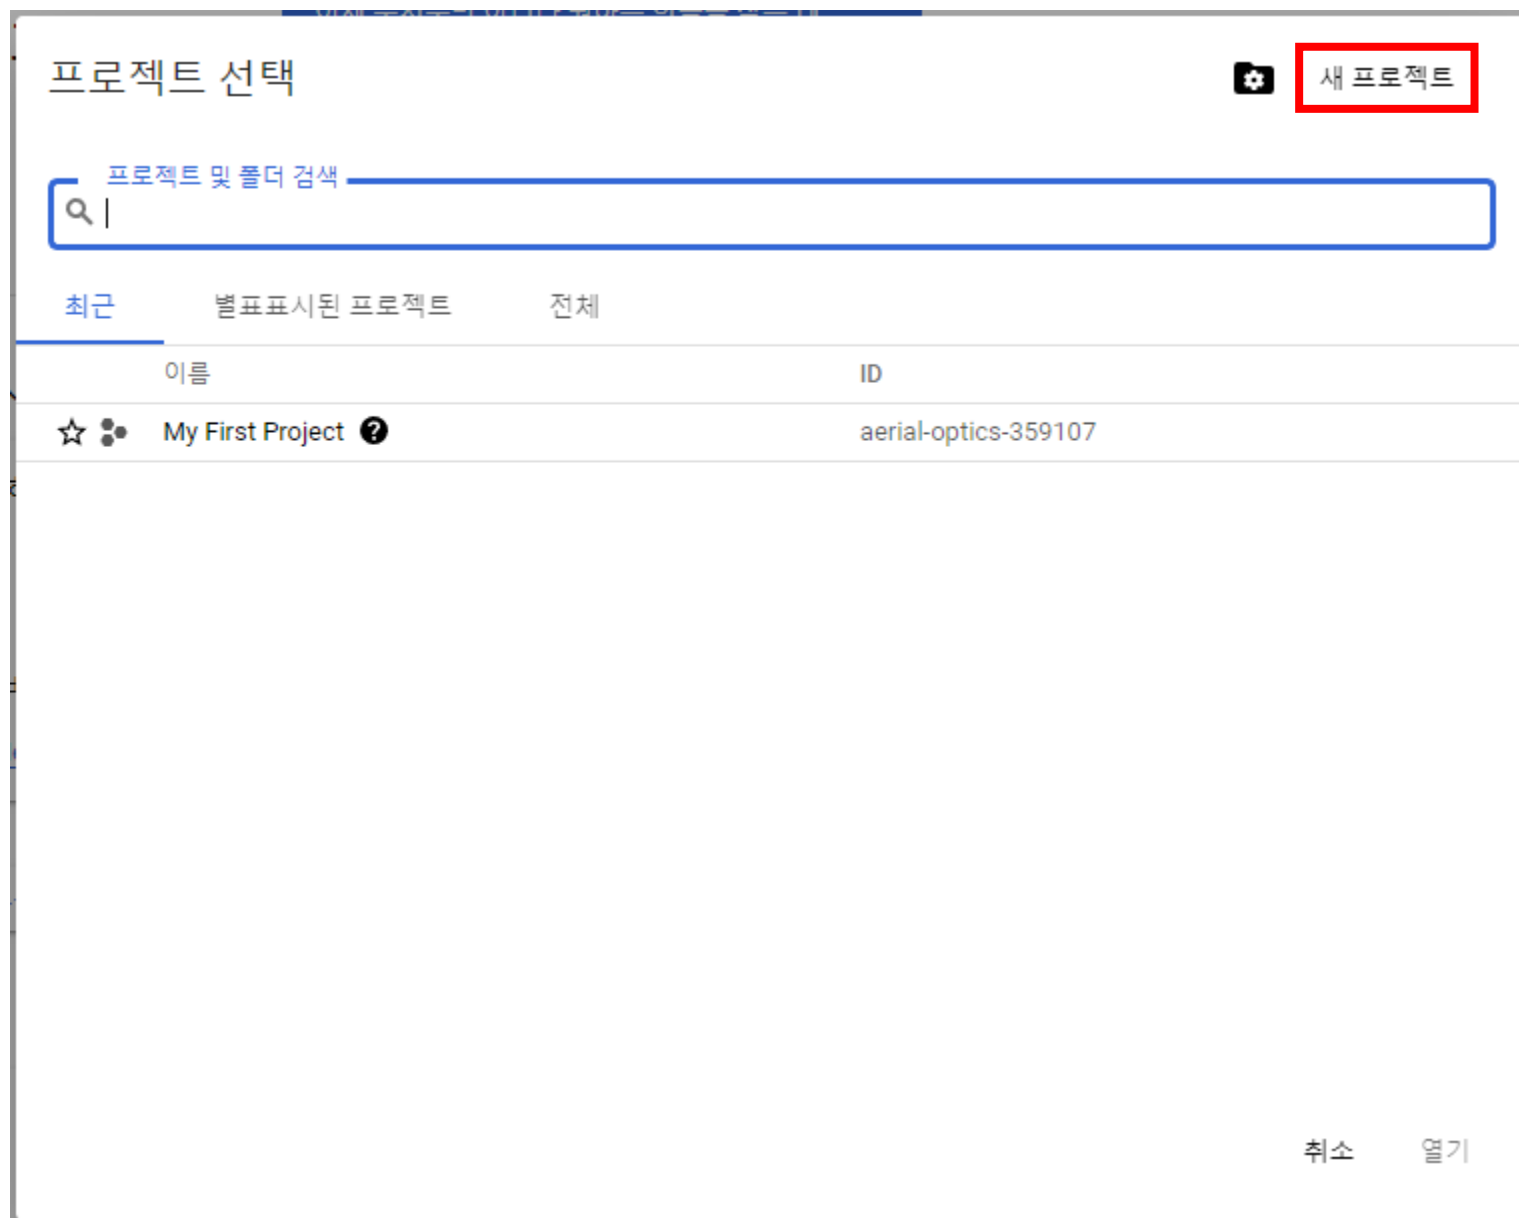 프로젝트 선택
새 프로젝트
프로젝트 및 폴더 검색
최근 별표표시된 프로젝트 전체
이름 ID
My First Project aerial-optics-359107
취소 열기